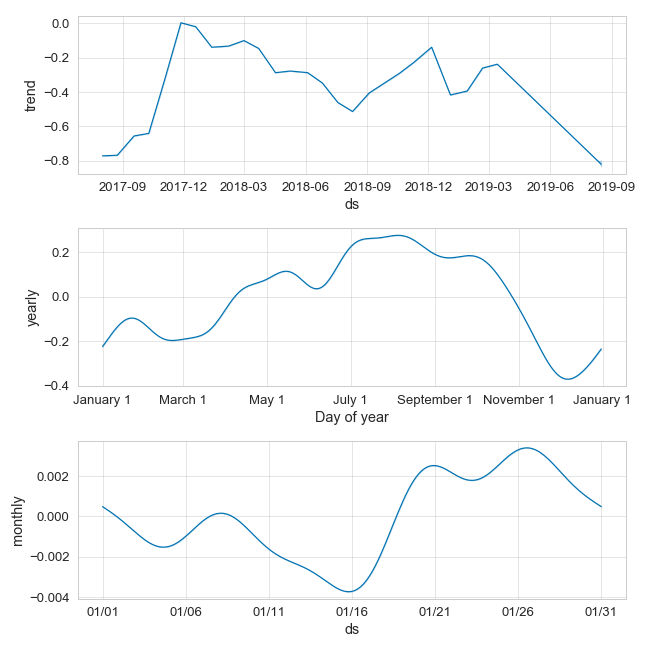 0.0
−0.2
−0.4
−0.6
−0.8
trend
2017-09 2017-12 2018-03 2018-06 2018-09 2018-12 2019-03 2019-06 2019-09
ds
0.2
0.0
−0.2
−0.4
yearly
January 1 March 1 May 1 July 1 September 1 November 1 January 1
Day of year
0.002
0.000
−0.002
−0.004
monthly
01/01 01/06 01/11 01/16 01/21 01/26 01/31
ds